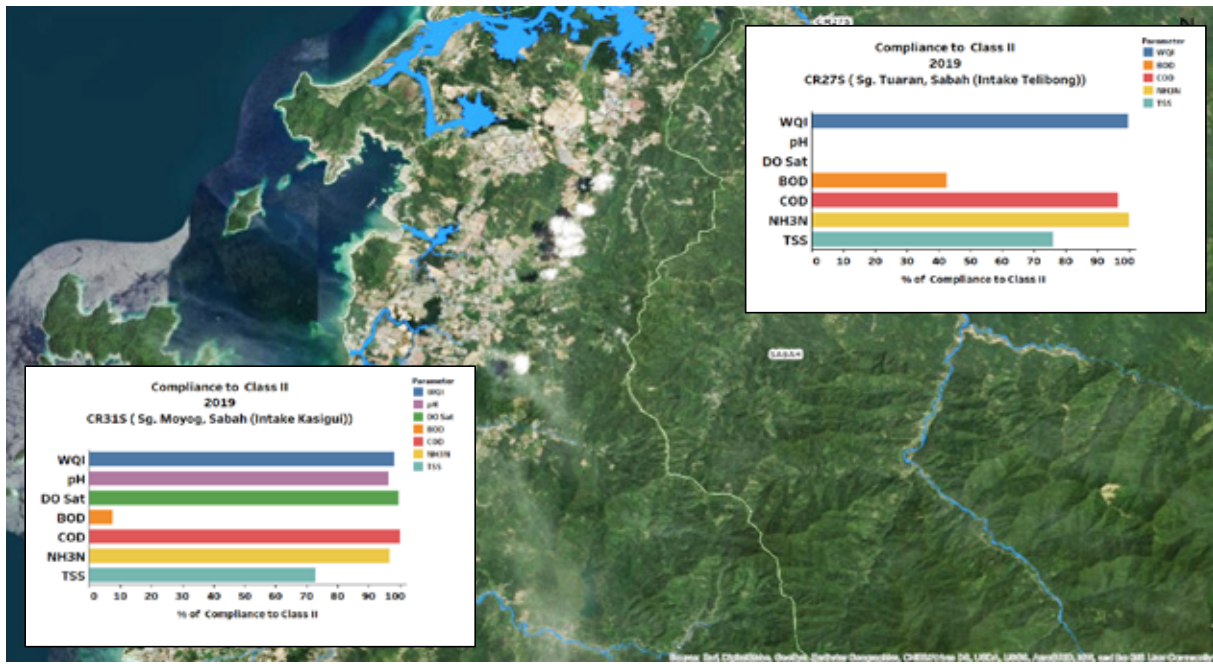 CR27S
N
Compliance to Class II
2019
CR27S ( Sg. Tuaran, Sabah (Intake Telibong))
Parameter
WQI
BOD
COD
NH3N
TSS
WQI
pH
DO Sat
BOD
COD
NH3N
TSS
0 10 20 30 40 50 60 70 80 90 100
% of Compliance to Class II
Compliance to Class II
2019
CR31S ( Sg. Moyog, Sabah (Intake Kasigui))
Parameter
WQI
pH
DO Sat
BOD
COD
NH3N
TSS
WQI
pH
DO Sat
BOD
COD
NH3N
TSS
0 10 20 30 40 50 60 70 80 90 100
% of Compliance to Class II